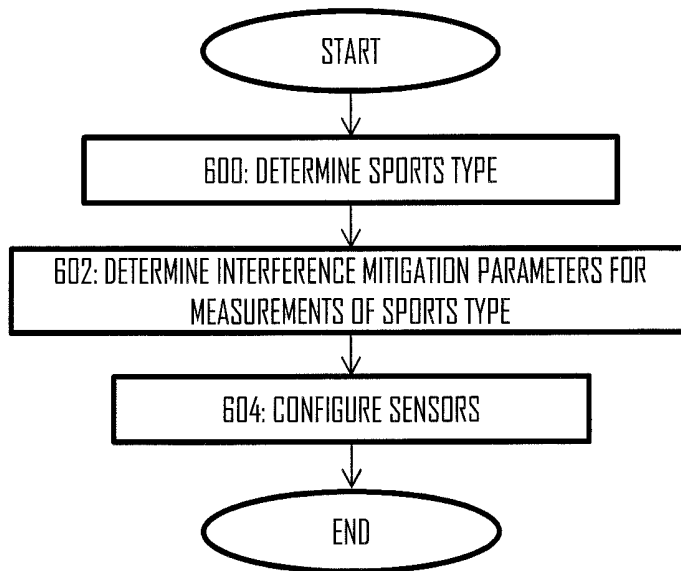 START
600: DETERMINE SPORTS TYPE
602: DETERMINE INTERFERENCE MITIGATION PARAMETERS FOR
MEASUREMENTS OF SPORTS TYPE
604: CONFIGURE SENSORS
END